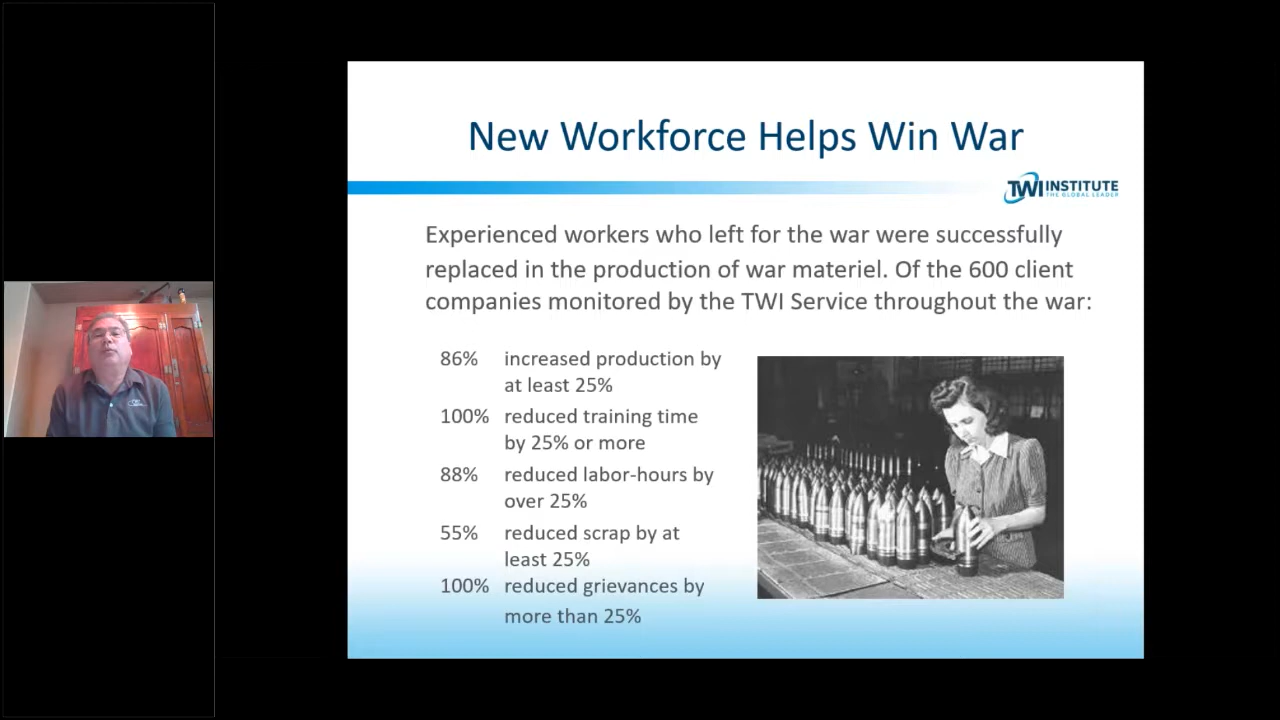 New Workforce Helps Win War
TWI INSTITUTE
THE GLOBAL LEADER
Experienced workers who left for the war were successfully
replaced in the production of war materiel. Of the 600 client
companies monitored by the TWI Service throughout the war:
86% increased production by
at least 25%
100% reduced training time
by 25% or more
88% reduced labor-hours by
over 25%
55% reduced scrap by at
least 25%
100% reduced grievances by
more than 25%